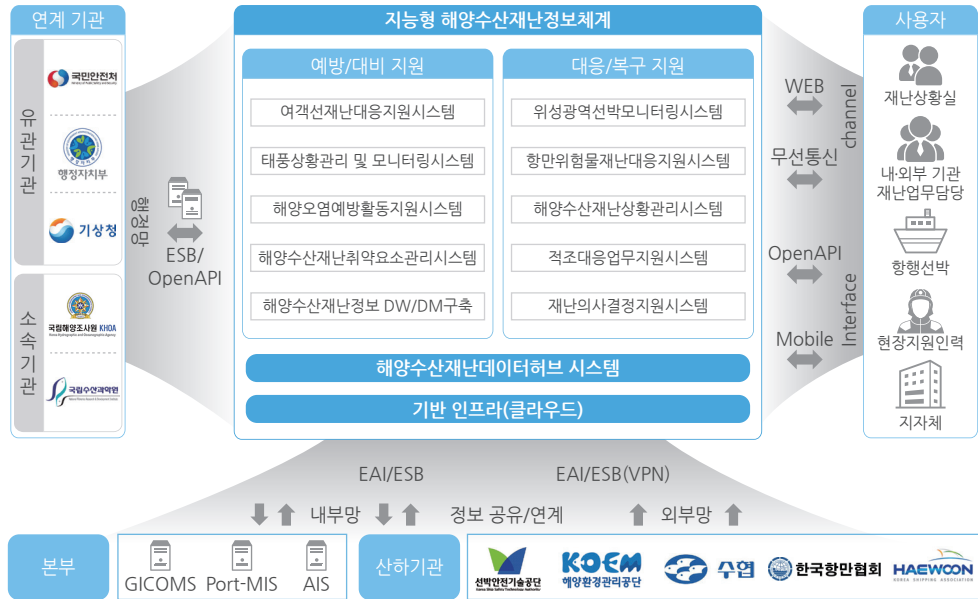 연계 기관
유관기관
국민안전처
행정자치부
기상청
소속기관
국립해양조사원 KHOA
국립수산과학원
행정망
ESB/
OpenAPI
지능형 해양수산재난정보체계
예방/대비 지원
여객선재난대응지원시스템
태풍상황관리 및 모니터링시스템
해양오염예방활동지원시스템
해양수산재난취약요소관리시스템
해양수산재난정보 DW/DM구축
대응/복구 지원
위성광역선박모니터링시스템
항만위험물재난대응지원시스템
해양수산재난상황관리시스템
적조대응업무지원시스템
재난의사결정지원시스템
해양수산재난데이터허브 시스템
기반 인프라(클라우드)
WEB
무선통신
channel
OpenAPI
Mobile
Interface
사용자
재난상황실
내·외부 기관
재난업무담당
항행선박
현장지원인력
지자체
EAI/ESB
EAI/ESB(VPN)
내부망
정보 공유/연계
외부망
본부
GICOMS
Port-MIS
AIS
산하기관
선박안전기술공단
Korea Ship Safety Technology Authority
KOEM
해양환경관리공단
수협
한국항만협회
HAEWOON
KOREA SHIPPING ASSOCIATION